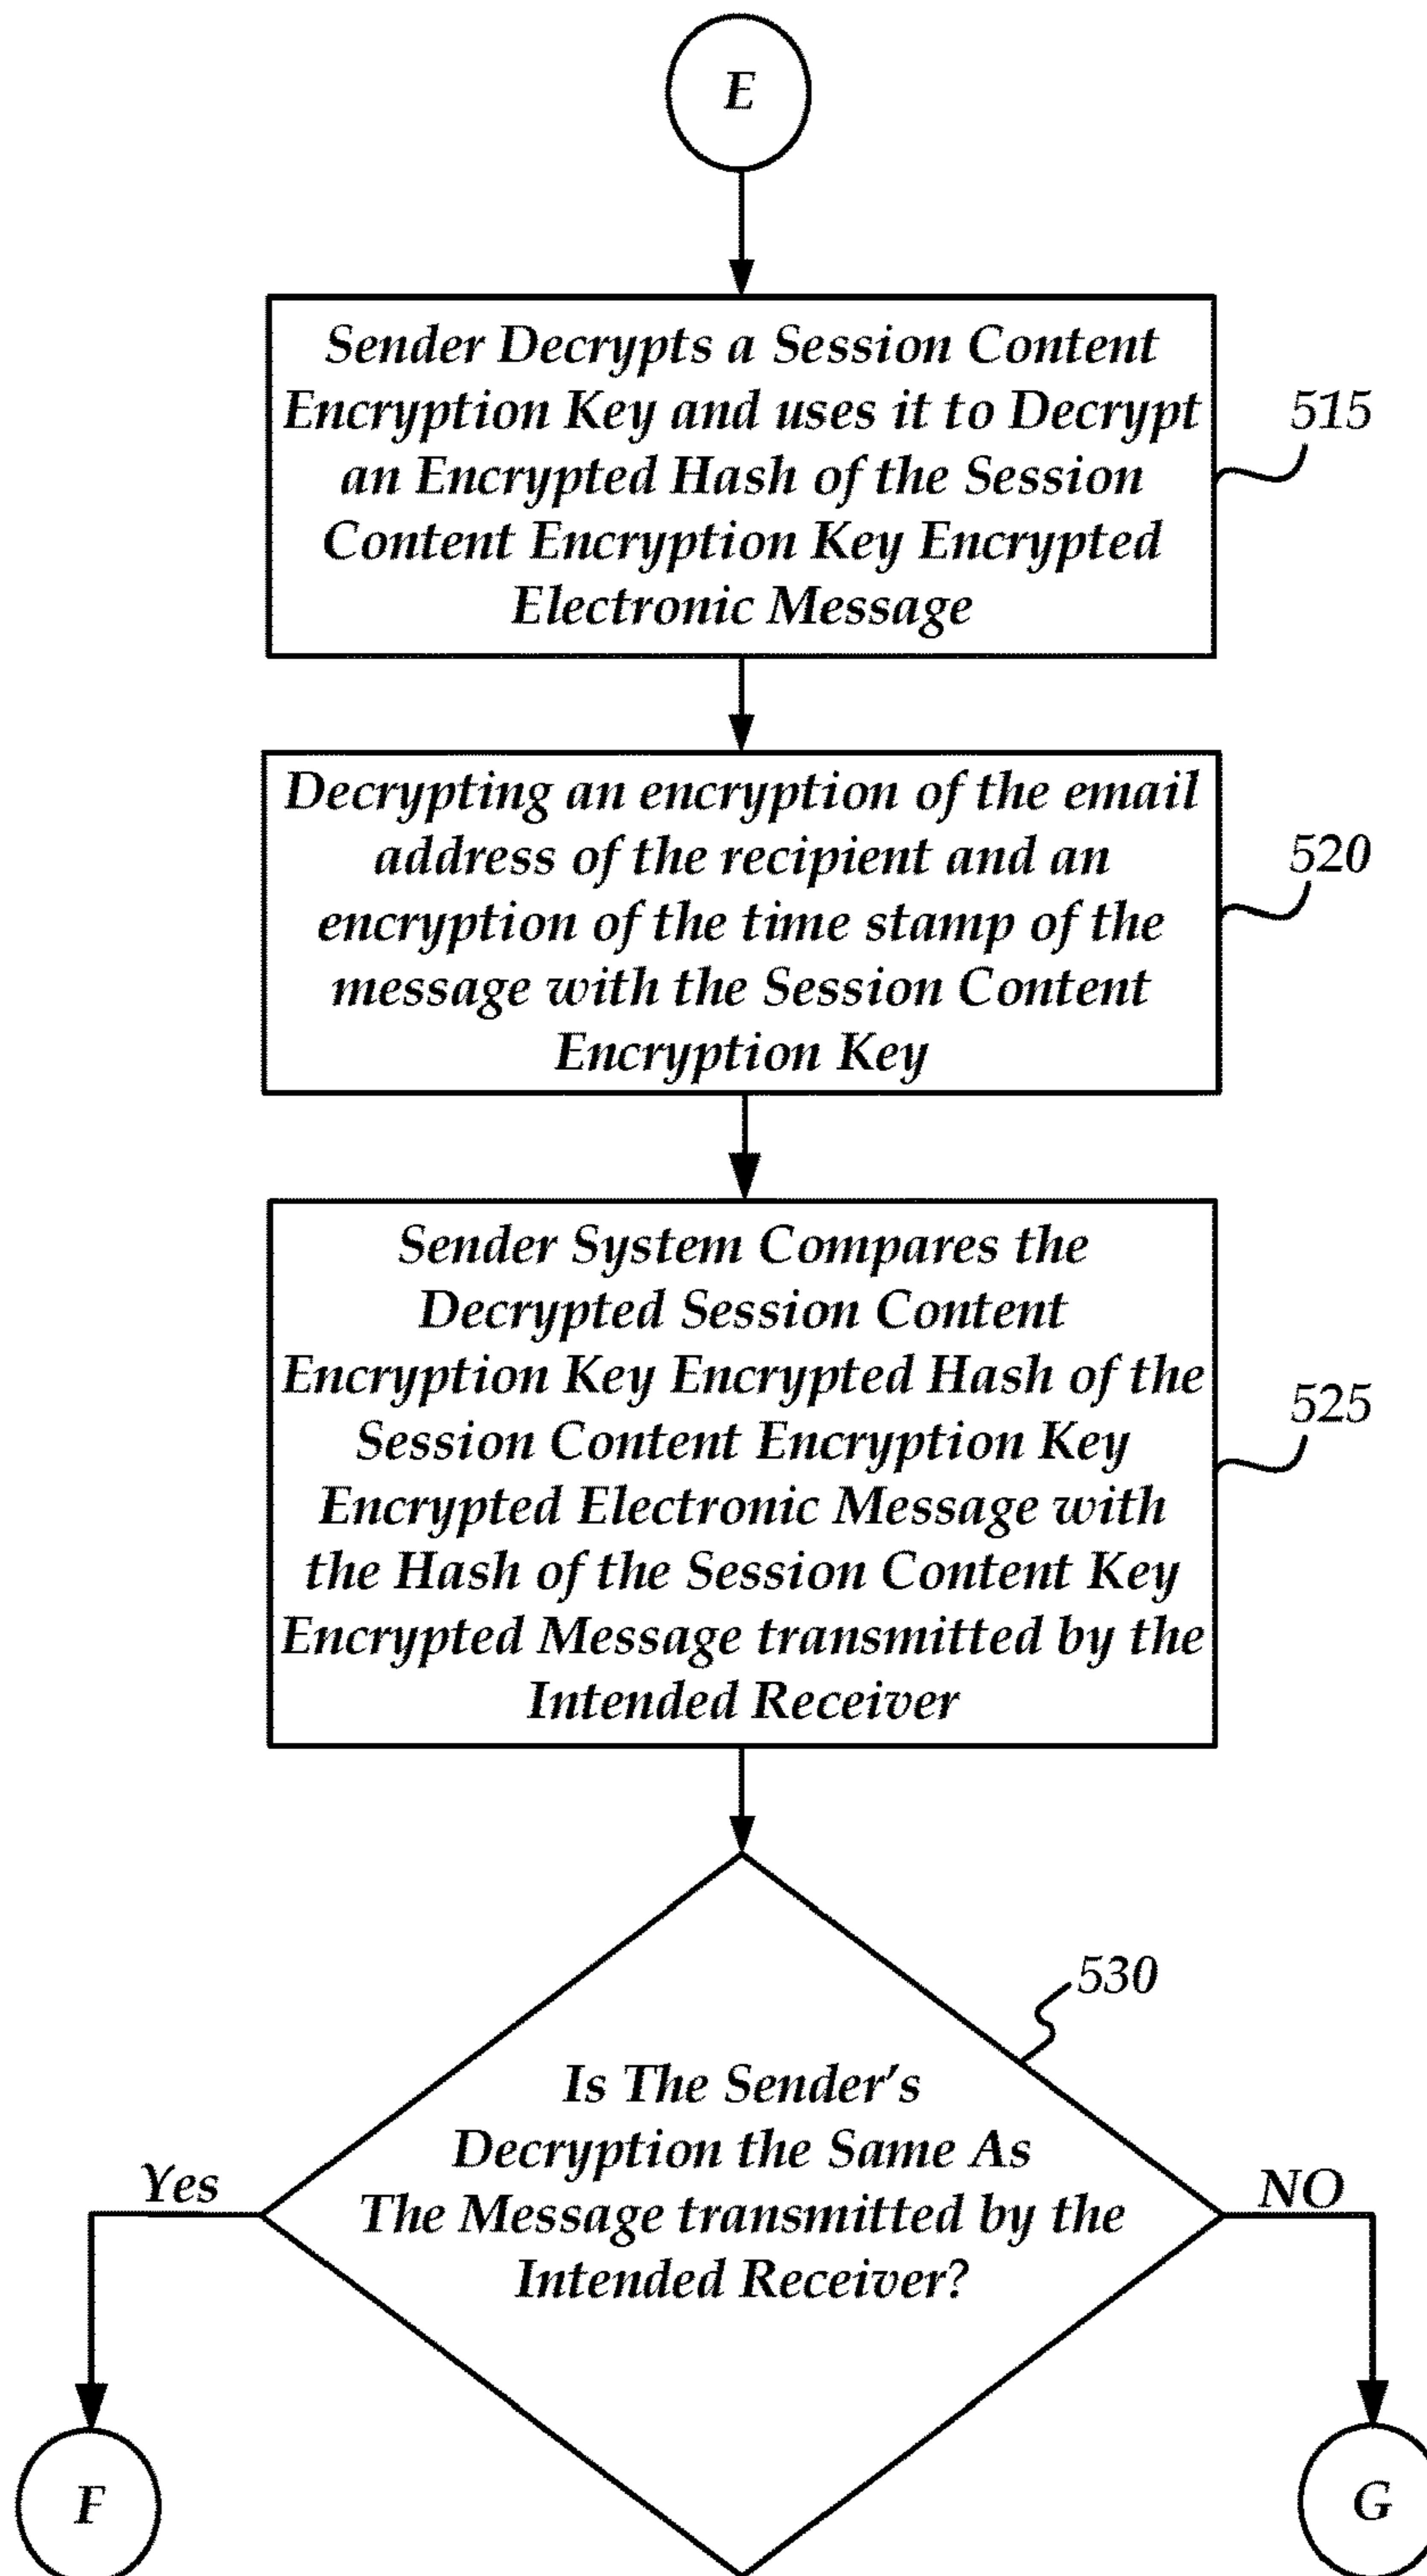 E
Sender Decrypts a Session Content
Encryption Key and uses it to Decrypt
an Encrypted Hash of the Session
Content Encryption Key Encrypted
Electronic Message
515
Decrypting an encryption of the email
address of the recipient and an
encryption of the time stamp of the
message with the Session Content
Encryption Key
520
Sender System Compares the
Decrypted Session Content
Encryption Key Encrypted Hash of the
Session Content Encryption Key
Encrypted Electronic Message with
the Hash of the Session Content Key
Encrypted Message transmitted by the
Intended Receiver
525
530
Is The Sender's
Decryption the Same As
The Message transmitted by the
Intended Receiver?
Yes
NO
F
G